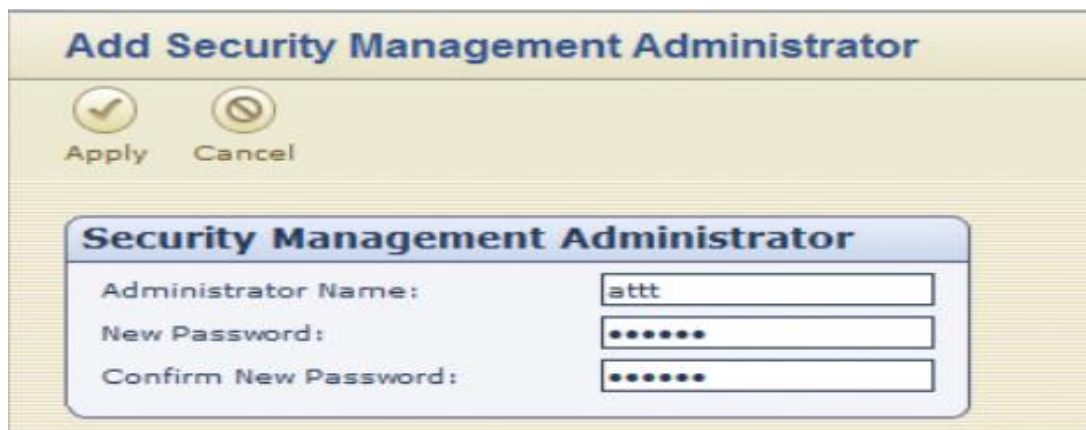 Add Security Management Administrator
Apply Cancel
Security Management Administrator
Administrator Name: attt
New Password: ••••••
Confirm New Password: ••••••